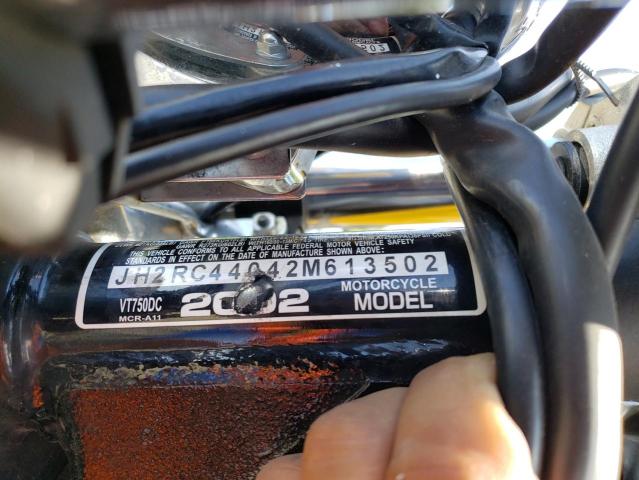 203
THIS VEHICLE CONFORMS TO ALL APPLICABLE FEDERAL MOTOR VEHICLE SAFETY
STANDARDS IN EFFECT ON THE DATE OF MANUFACTURE SHOWN ABOVE.
JH2RC44042M613502
VT750DC 2002 MOTORCYCLE
MCR-A11 MODEL